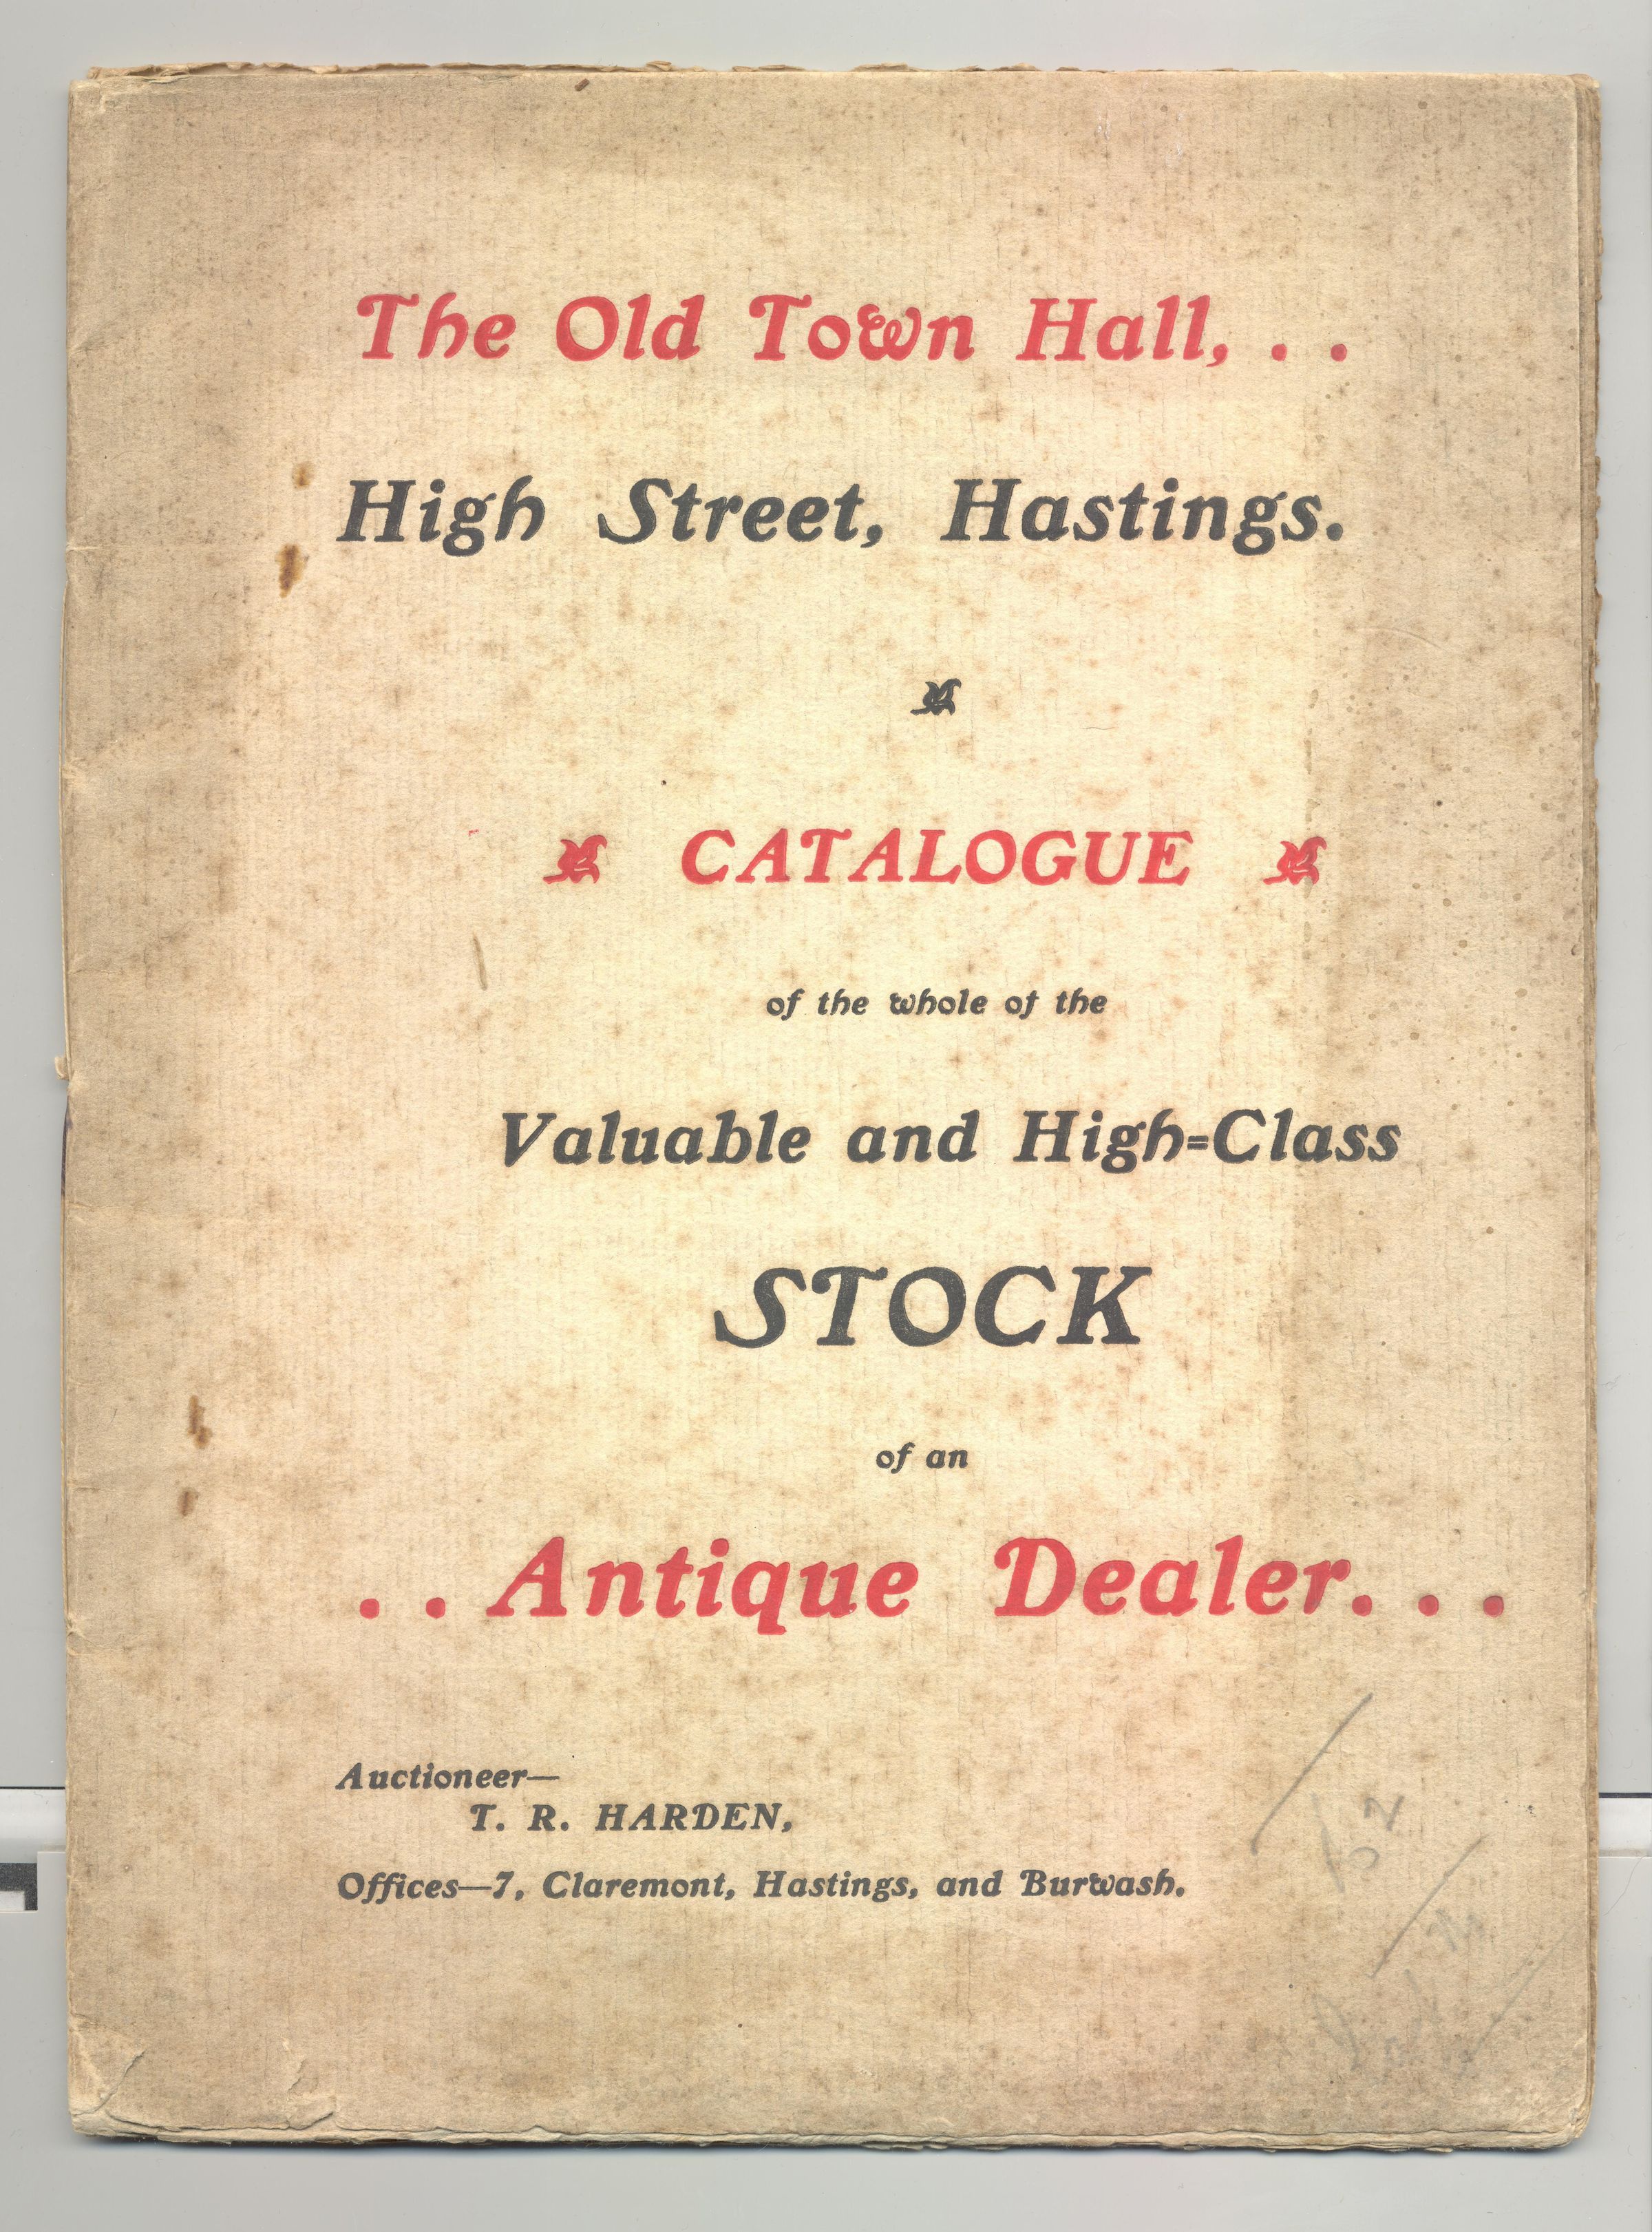 The Old Town Hall, . .
High Street, Hastings.
CATALOGUE
of the whole of the
Valuable and High=Class
STOCK
of an
. . Antique Dealer. . .
Auctioneer—
T. R. HARDEN,
Offices—7, Claremont, Hastings, and Burwash.